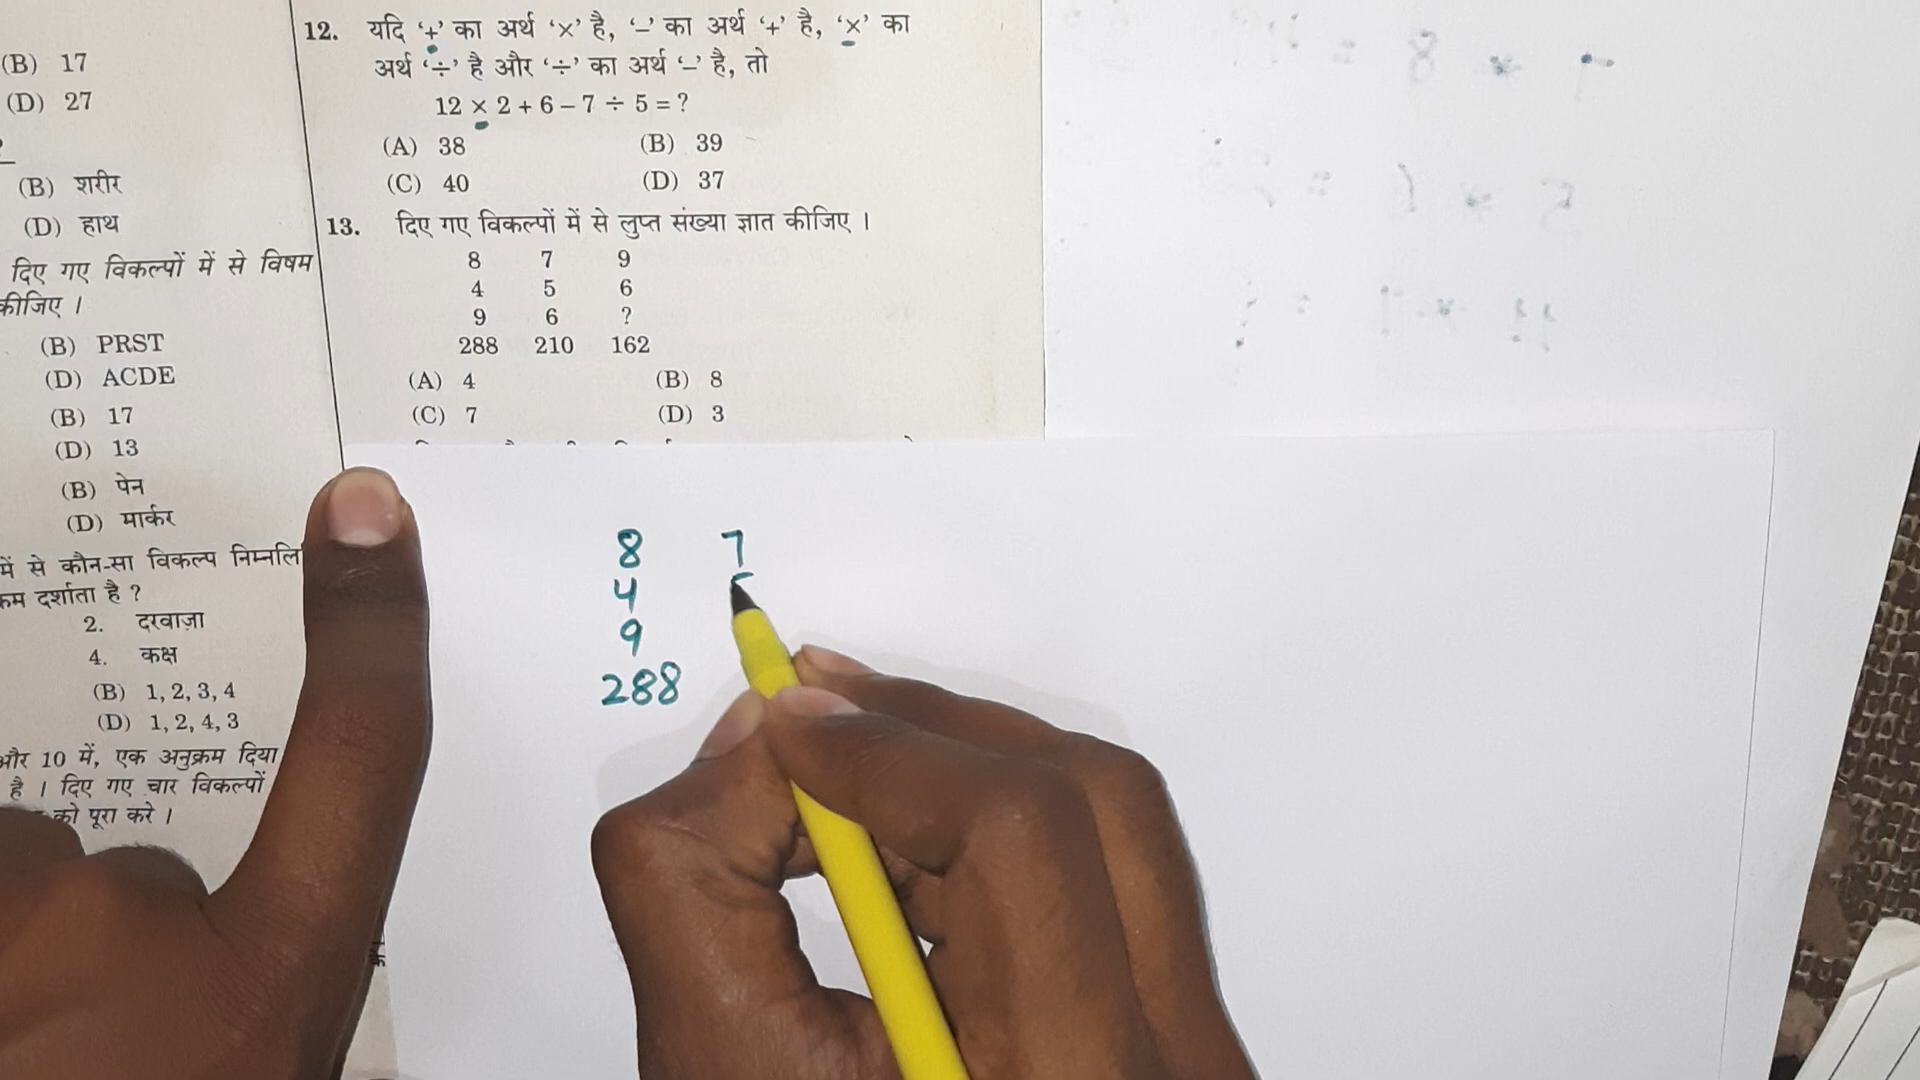 (B) 17
(D) 27
(B) शरीर
(D) हाथ
दिए गए विकल्पों में से विषम
कीजिए ।
(B) PRST
(D) ACDE
(B) 17
(D) 13
(B) पेन
(D) मार्कर
में से कौन-सा विकल्प
दर्शाता है ?
2. दरवाज़ा
4. कक्ष
(B) 1, 2, 3, 4
(D) 1, 2, 4, 3
और 10 में, एक अनुक्रम दिया
है । दिए गए चार विकल्पों
को पूरा करे ।
12. यदि ‘+’ का अर्थ ‘×’ है, ‘–’ का अर्थ ‘+’ है, ‘×’ का
अर्थ ‘÷’ है और ‘÷’ का अर्थ ‘–’ है, तो
12 × 2 + 6 – 7 ÷ 5 = ?
(A) 38 (B) 39
(C) 40 (D) 37
13. दिए गए विकल्पों में से लुप्त संख्या ज्ञात कीजिए ।
8 7 9
4 5 6
9 6 ?
288 210 162
(A) 4 (B) 8
(C) 7 (D) 3
8 7
4
9
288